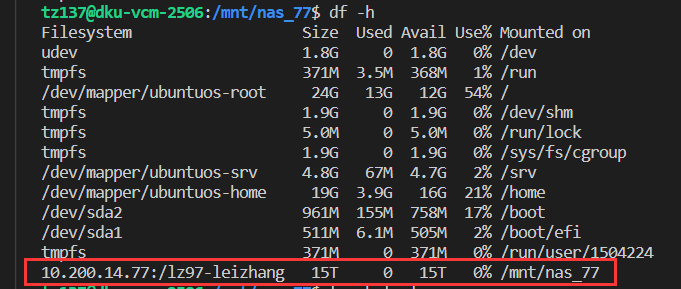 tz137@dku-vcm-2506:/mnt/nas_77$ df -h
Filesystem Size Used Avail Use% Mounted on
udev 1.8G 0 1.8G 0% /dev
tmpfs 371M 3.5M 368M 1% /run
/dev/mapper/ubuntuos-root 24G 13G 12G 54% /
tmpfs 1.9G 0 1.9G 0% /dev/shm
tmpfs 5.0M 0 5.0M 0% /run/lock
tmpfs 1.9G 0 1.9G 0% /sys/fs/cgroup
/dev/mapper/ubuntuos-srv 4.8G 67M 4.7G 2% /srv
/dev/mapper/ubuntuos-home 19G 3.9G 16G 21% /home
/dev/sda2 961M 155M 758M 17% /boot
/dev/sda1 511M 6.1M 505M 2% /boot/efi
tmpfs 371M 0 371M 0% /run/user/1504224
10.200.14.77:/lz97-leizhang 15T 0 15T 0% /mnt/nas_77